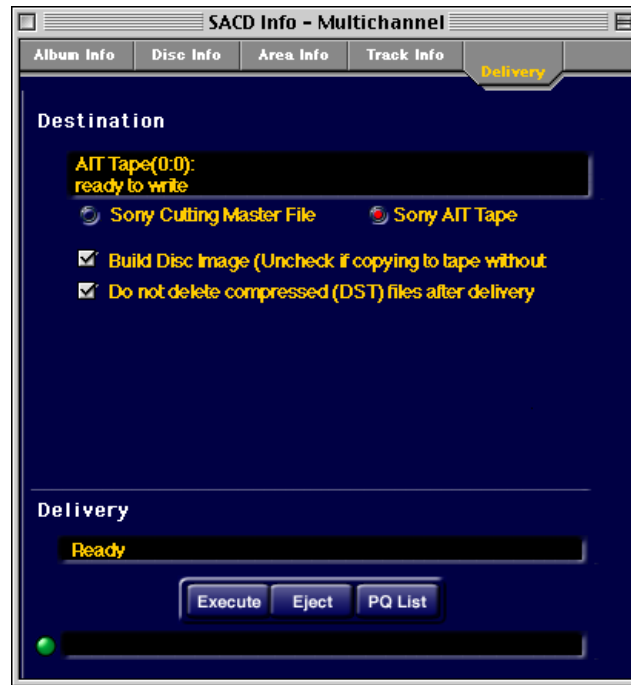 SACD Info - Multichannel
Album Info Disc Info Area Info Track Info Delivery
Destination
AIT Tape(0:0):
ready to write
Sony Cutting Master File Sony AIT Tape
Build Disc Image (Uncheck if copying to tape without
Do not delete compressed (DST) files after delivery
Delivery
Ready
Execute Eject PQ List